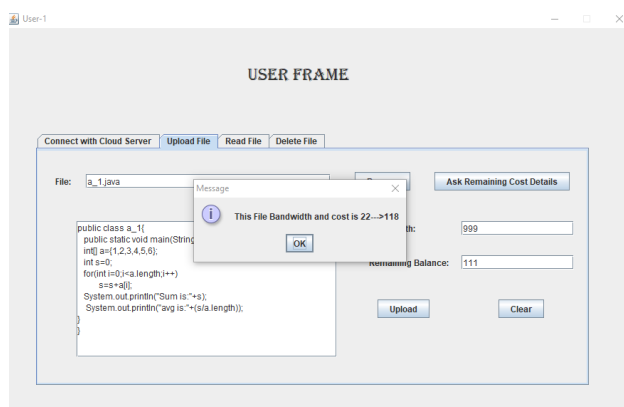 User-1
USER FRAME
Connect with Cloud Server Upload File Read File Delete File
File: a_1.java Ask Remaining Cost Details
Message
This File Bandwidth and cost is 22--->118
OK
999
Remaining Balance: 111
public class a_1{
public static void main(String
int[] a={1,2,3,4,5,6};
int s=0;
for(int i=0;i<a.length;i++)
s=s+a[i];
System.out.println("Sum is:"+s);
System.out.println("avg is:"+(s/a.length));
}
}
Upload Clear